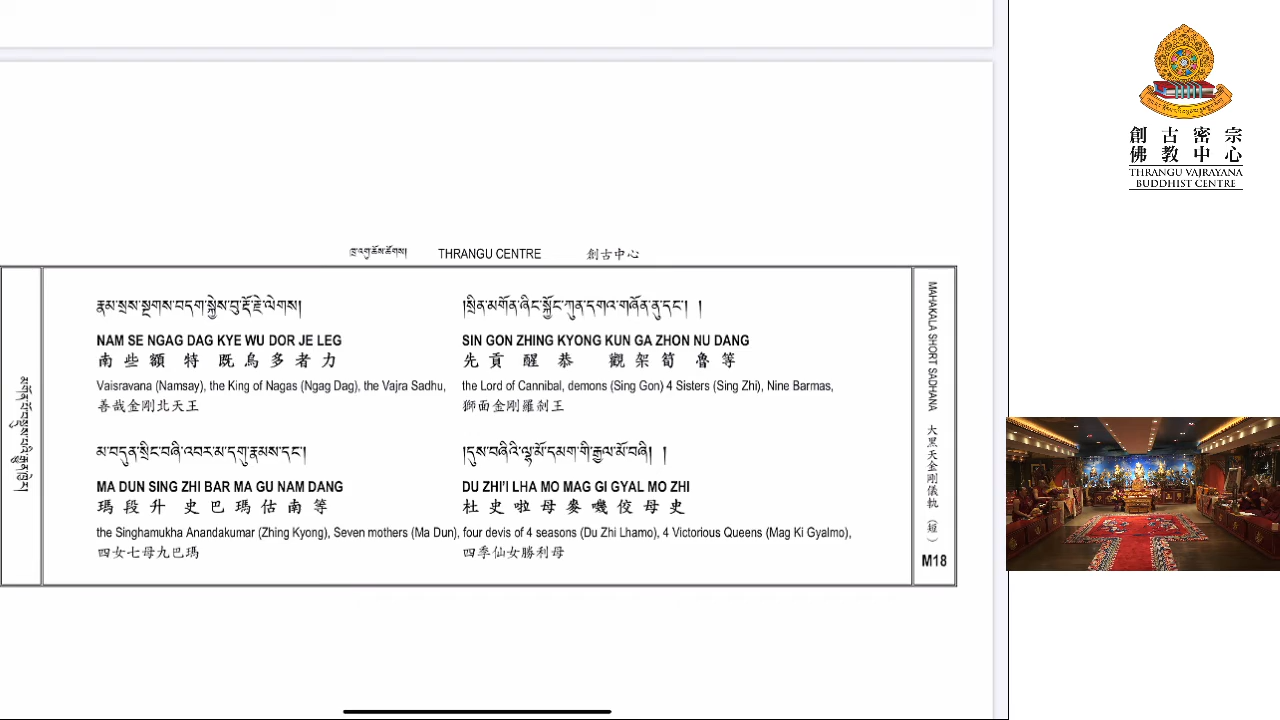 ཁྲ་འགུ་ཆོས་ཚོགས། THRANGU CENTRE 創古中心
རྣམ་སྲས་སྔགས་བདག་སྐྱེས་བུ་རྡོ་རྗེ་ལེགས། །སྲིན་མགོན་ཞིང་སྐྱོང་ཀུན་དགའ་གཞོན་ནུ་དང་། །
NAM SE NGAG DAG KYE WU DOR JE LEG SIN GON ZHING KYONG KUN GA ZHON NU DANG
南 些 額 特 既 烏 多 者 力 先 貢 醒 恭 觀 架 筍 魯 等
Vaisravana (Namsay), the King of Nagas (Ngag Dag), the Vajra Sadhu, the Lord of Cannibal, demons (Sing Gon) 4 Sisters (Sing Zhi), Nine Barmas,
善哉金剛北天王 獅面金剛羅剎王
མ་བདུན་སྲིང་བཞི་འབར་མ་དགུ་རྣམས་དང་། །དུས་བཞིའི་ལྷ་མོ་དམག་གི་རྒྱལ་མོ་བཞི། །
MA DUN SING ZHI BAR MA GU NAM DANG DU ZHI'I LHA MO MAG GI GYAL MO ZHI
瑪 段 升 史 巴 瑪 估 南 等 杜 史 啦 母 麥 嘰 佼 母 史
the Singhamukha Anandakumar (Zhing Kyong), Seven mothers (Ma Dun), four devis of 4 seasons (Du Zhi Lhamo), 4 Victorious Queens (Mag Ki Gyalmo),
四女七母九巴瑪 四季仙女勝利母
MAHAKALA SHORT SADHANA 大黑天金剛儀軌（短）
M18
創古密宗
佛教中心
THRANGU VAJRAYANA
BUDDHIST CENTRE